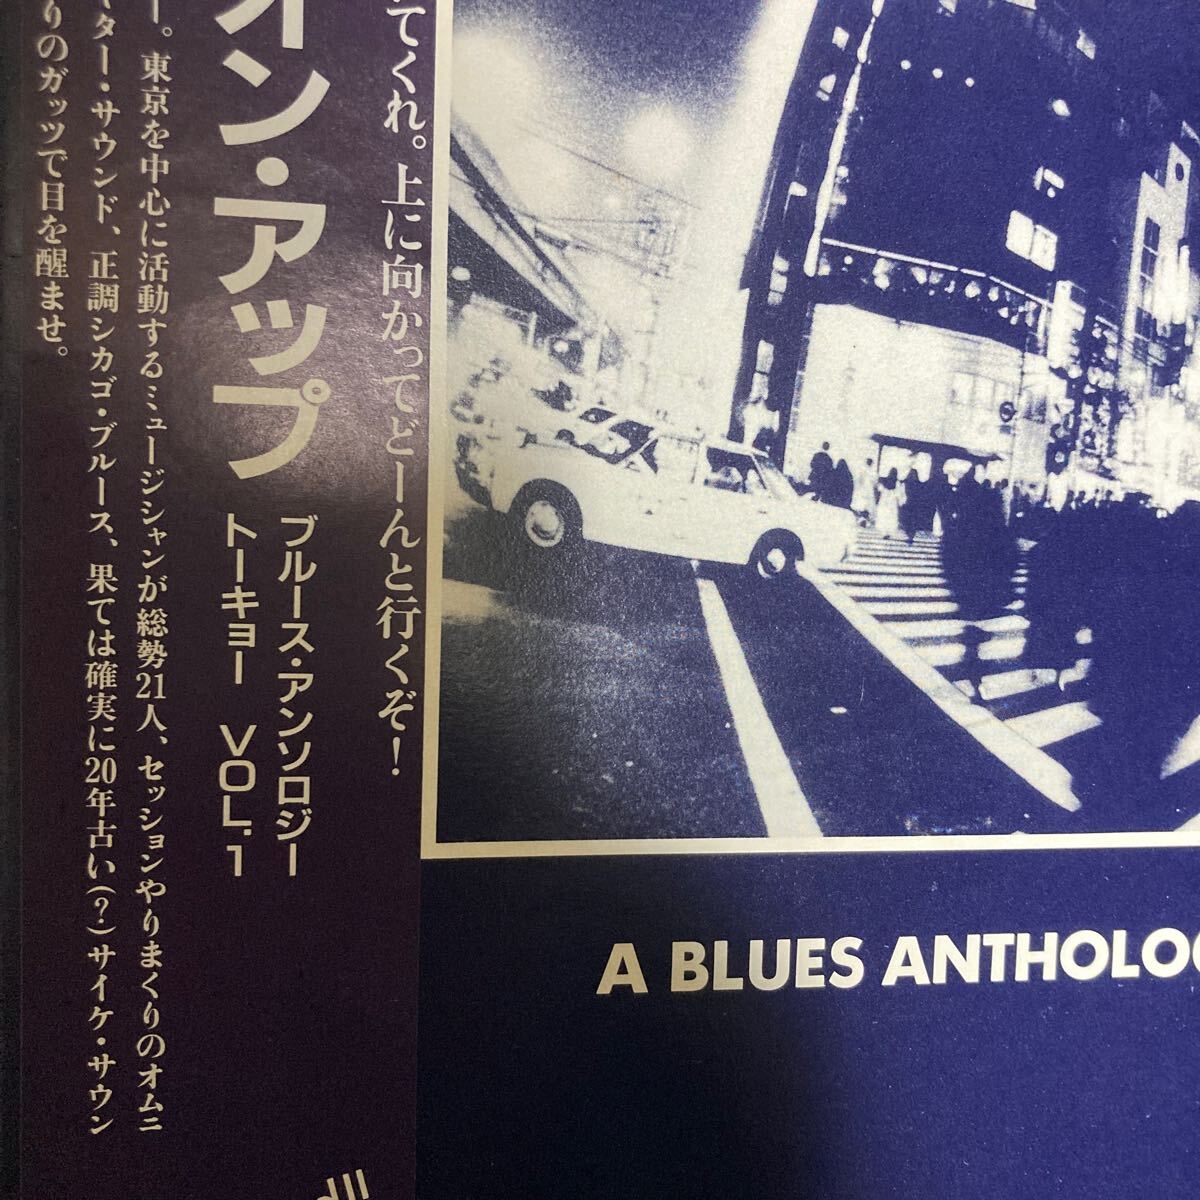 てくれ。上に向かってどーんと行くぞ！
オン・アップ
ブルース・アンソロジー
トーキョー VOL.1
ー。東京を中心に活動するミュージシャンが総勢21人、セッションやりまくりのオムニ
ター・サウンド、正調シカゴ・ブルース、果ては確実に20年古い(?)サイケ・サウン
りのガッツで目を醒ませ。
A BLUES ANTHOLOG